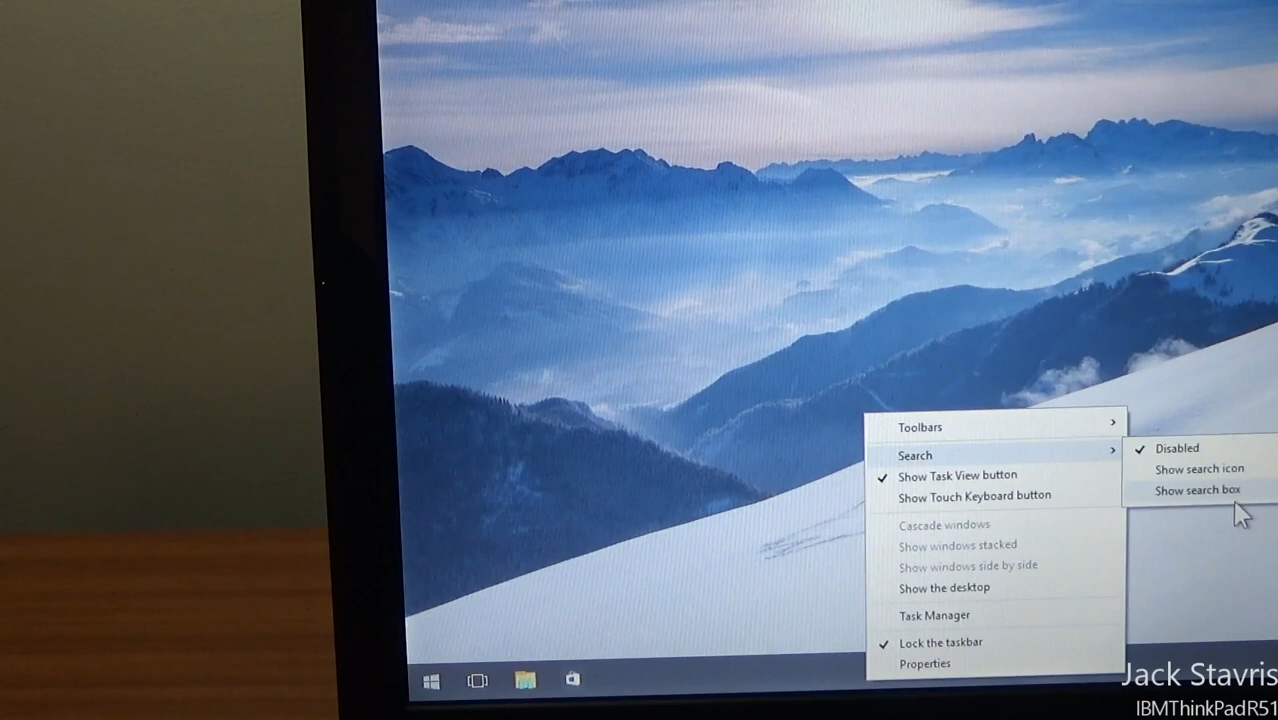 Toolbars
Search
Show Task View button
Show Touch Keyboard button
Cascade windows
Show windows stacked
Show windows side by side
Show the desktop
Task Manager
Lock the taskbar
Properties
Disabled
Show search icon
Show search box
Jack Stavris
IBMThinkPadR51